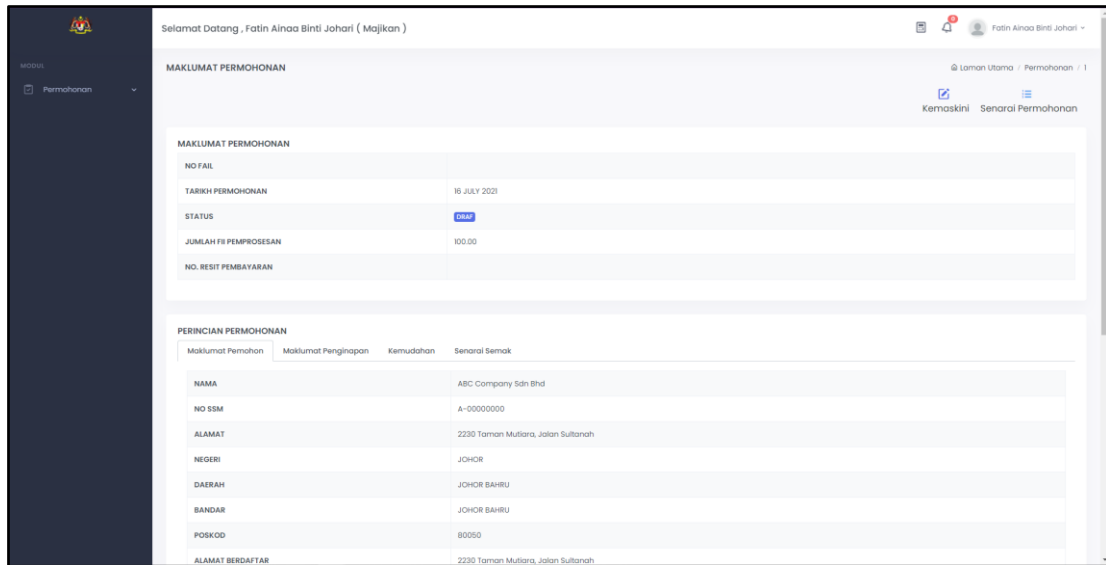 Selamat Datang , Fatin Ainaa Binti Johari ( Majikan )
0
Fatin Ainaa Binti Johari
MODUL
Permohonan
MAKLUMAT PERMOHONAN
Laman Utama / Permohonan / 1
Kemaskini Senarai Permohonan
MAKLUMAT PERMOHONAN
NO FAIL
TARIKH PERMOHONAN 16 JULY 2021
STATUS DRAF
JUMLAH FII PEMPROSESAN 100.00
NO. RESIT PEMBAYARAN
PERINCIAN PERMOHONAN
Maklumat Pemohon Maklumat Penginapan Kemudahan Senarai Semak
NAMA ABC Company Sdn Bhd
NO SSM A-00000000
ALAMAT 2230 Taman Mutiara, Jalan Sultanah
NEGERI JOHOR
DAERAH JOHOR BAHRU
BANDAR JOHOR BAHRU
POSKOD 80050
ALAMAT BERDAFTAR 2230 Taman Mutiara, Jalan Sultanah